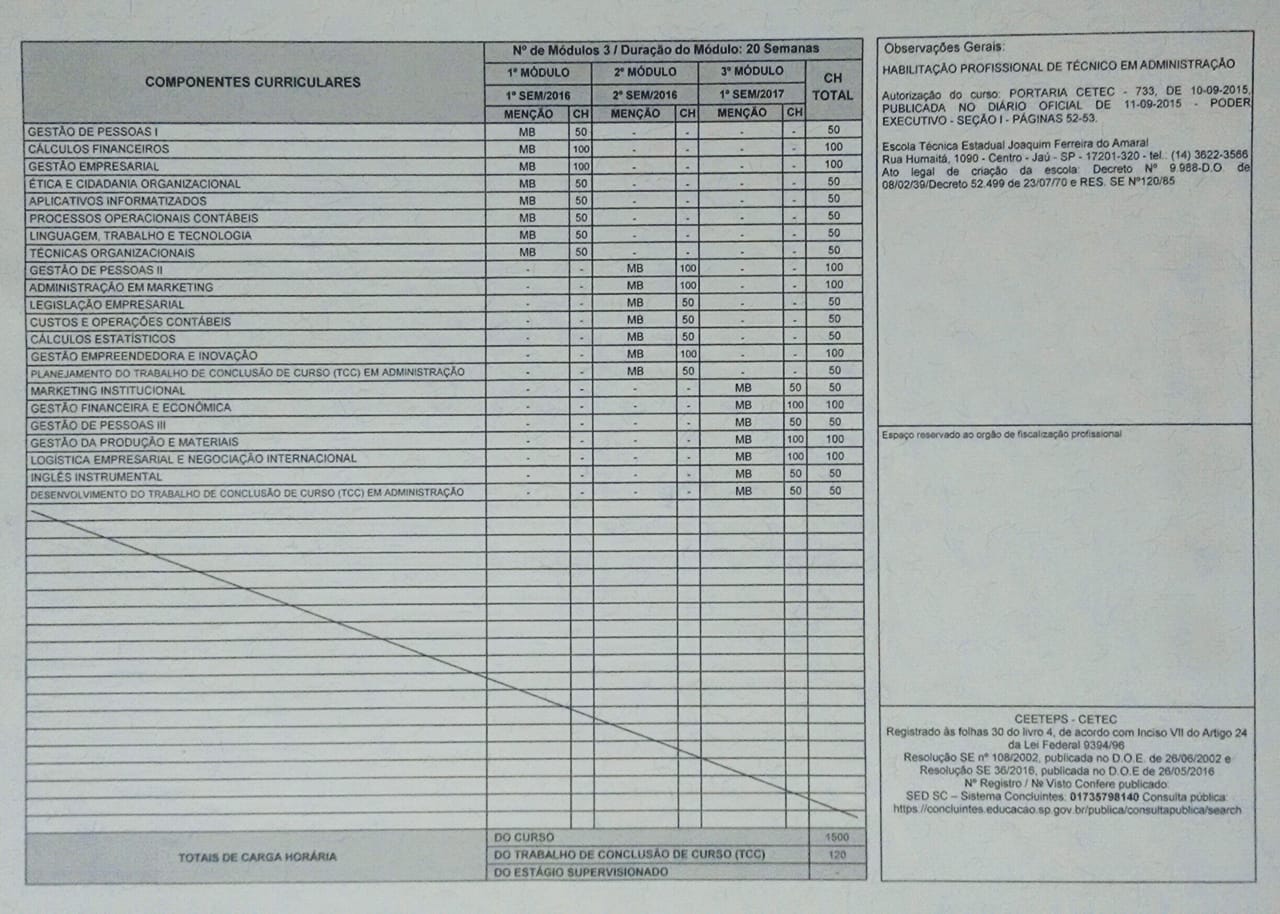 COMPONENTES CURRICULARES
Nº de Módulos 3 / Duração do Módulo: 20 Semanas
1º MÓDULO 2º MÓDULO 3º MÓDULO CH TOTAL
1º SEM/2016 2º SEM/2016 1º SEM/2017
MENÇÃO CH MENÇÃO CH MENÇÃO CH
GESTÃO DE PESSOAS I MB 50 - - - - 50
CÁLCULOS FINANCEIROS MB 100 - - - - 100
GESTÃO EMPRESARIAL MB 100 - - - - 100
ÉTICA E CIDADANIA ORGANIZACIONAL MB 50 - - - - 50
APLICATIVOS INFORMATIZADOS MB 50 - - - - 50
PROCESSOS OPERACIONAIS CONTÁBEIS MB 50 - - - - 50
LINGUAGEM, TRABALHO E TECNOLOGIA MB 50 - - - - 50
TÉCNICAS ORGANIZACIONAIS MB 50 - - - - 50
GESTÃO DE PESSOAS II - - MB 100 - - 100
ADMINISTRAÇÃO EM MARKETING - - MB 100 - - 100
LEGISLAÇÃO EMPRESARIAL - - MB 50 - - 50
CUSTOS E OPERAÇÕES CONTÁBEIS - - MB 50 - - 50
CÁLCULOS ESTATÍSTICOS - - MB 50 - - 50
GESTÃO EMPREENDEDORA E INOVAÇÃO - - MB 100 - - 100
PLANEJAMENTO DO TRABALHO DE CONCLUSÃO DE CURSO (TCC) EM ADMINISTRAÇÃO - - MB 50 - - 50
MARKETING INSTITUCIONAL - - - - MB 50 50
GESTÃO FINANCEIRA E ECONÔMICA - - - - MB 100 100
GESTÃO DE PESSOAS III - - - - MB 50 50
GESTÃO DA PRODUÇÃO E MATERIAIS - - - - MB 100 100
LOGÍSTICA EMPRESARIAL E NEGOCIAÇÃO INTERNACIONAL - - - - MB 100 100
INGLÊS INSTRUMENTAL - - - - MB 50 50
DESENVOLVIMENTO DO TRABALHO DE CONCLUSÃO DE CURSO (TCC) EM ADMINISTRAÇÃO - - - - MB 50 50
TOTAIS DE CARGA HORÁRIA
DO CURSO 1500
DO TRABALHO DE CONCLUSÃO DE CURSO (TCC) 120
DO ESTÁGIO SUPERVISIONADO -
Observações Gerais:
HABILITAÇÃO PROFISSIONAL DE TÉCNICO EM ADMINISTRAÇÃO
Autorização do curso: PORTARIA CETEC - 733, DE 10-09-2015,
PUBLICADA NO DIÁRIO OFICIAL DE 11-09-2015 - PODER
EXECUTIVO - SEÇÃO I - PÁGINAS 52-53.
Escola Técnica Estadual Joaquim Ferreira do Amaral
Rua Humaitá, 1090 - Centro - Jaú - SP - 17201-320 - tel.: (14) 3622-3566
Ato legal de criação da escola: Decreto Nº 9.988-D.O de
08/02/39/Decreto 52.499 de 23/07/70 e RES. SE Nº120/85
Espaço reservado ao orgão de fiscalização profissional
CEETEPS - CETEC
Registrado às folhas 30 do livro 4, de acordo com Inciso VII do Artigo 24
da Lei Federal 9394/96
Resolução SE nº 108/2002, publicada no D.O.E. de 26/06/2002 e
Resolução SE 36/2016, publicada no D.O.E de 26/05/2016
Nº Registro / Nº Visto Confere publicado:
SED SC – Sistema Concluintes: 01735798140 Consulta pública:
https://concluintes.educacao.sp.gov.br/publica/consultapublica/search